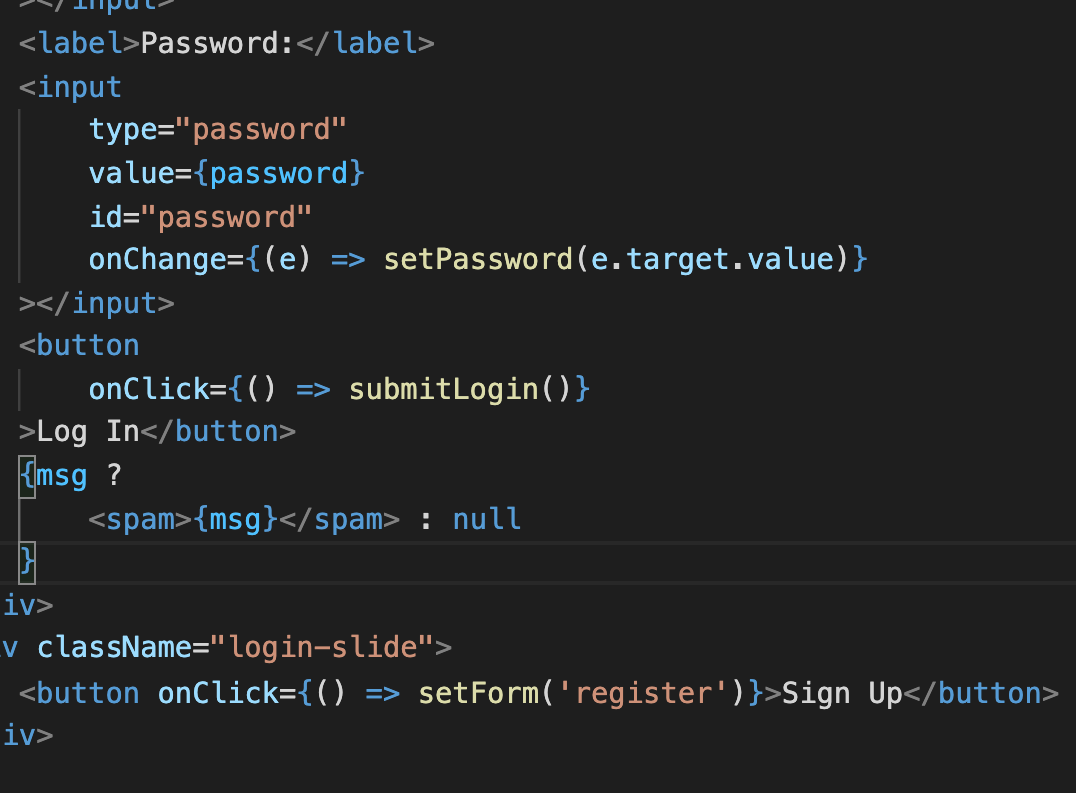 ></input>
<label>Password:</label>
<input
type="password"
value={password}
id="password"
onChange={(e) => setPassword(e.target.value)}
></input>
<button
onClick={() => submitLogin()}
>Log In</button>
{msg ?
<spam>{msg}</spam> : null
}
iv>
v className="login-slide">
<button onClick={() => setForm('register')}>Sign Up</button>
iv>